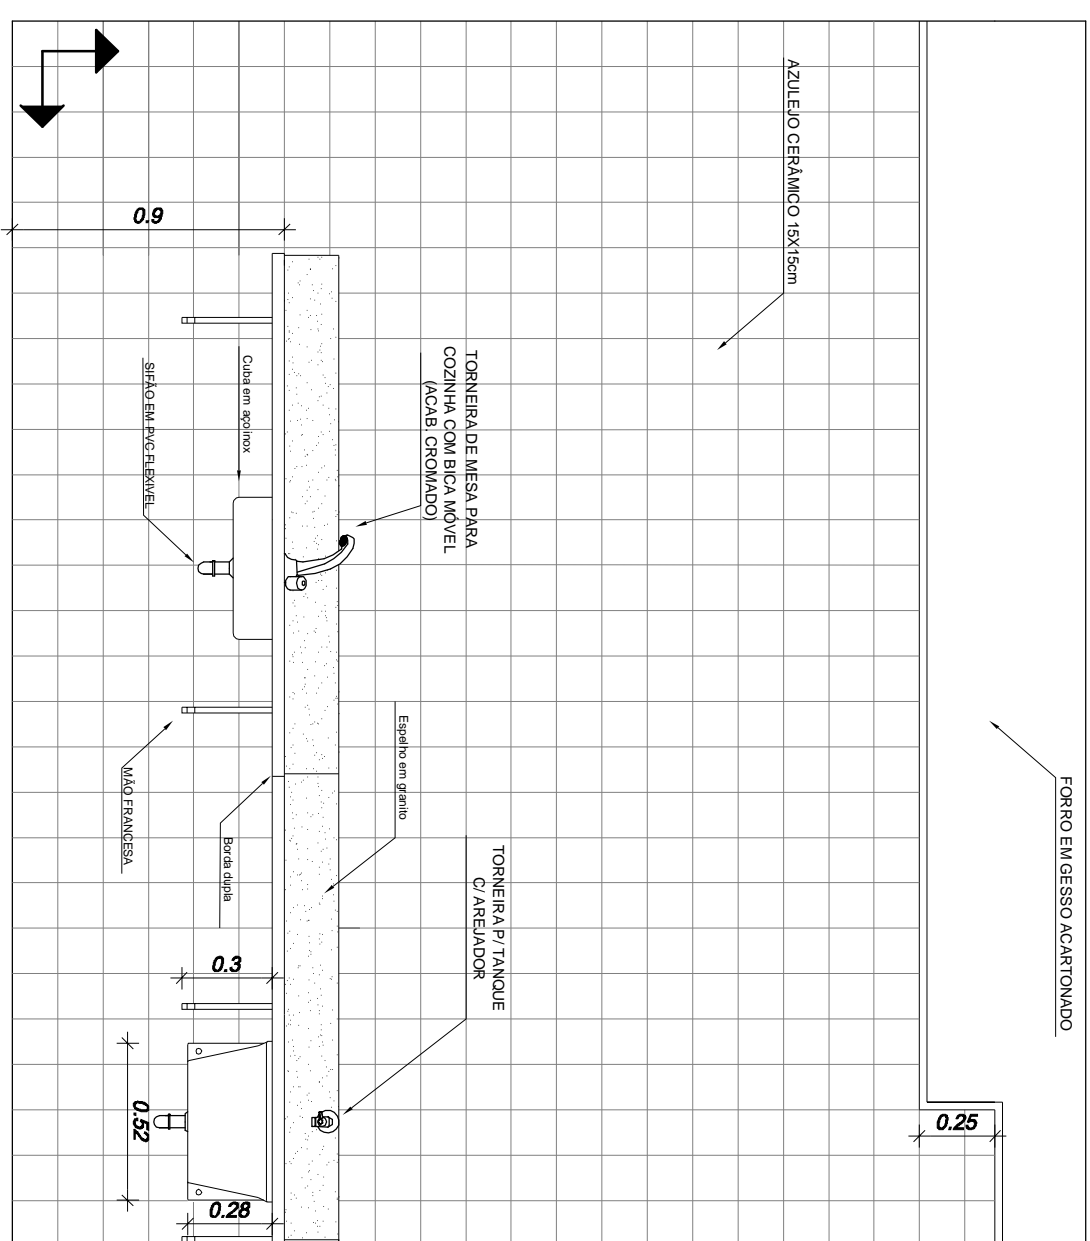 FORRO EM GESSO ACARTONADO
AZULEJO CERÂMICO 15X15cm
0.25
TORNEIRA P/ TANQUE
C/ AREJADOR
TORNEIRA DE MESA PARA
COZINHA COM BICA MÓVEL
(ACAB. CROMADO)
Espelho em granito
Cuba em aço inox
Borda dupla
SIFÃO EM PVC FLEXIVEL
MÃO FRANCESA
0.9
0.3
0.52
0.28